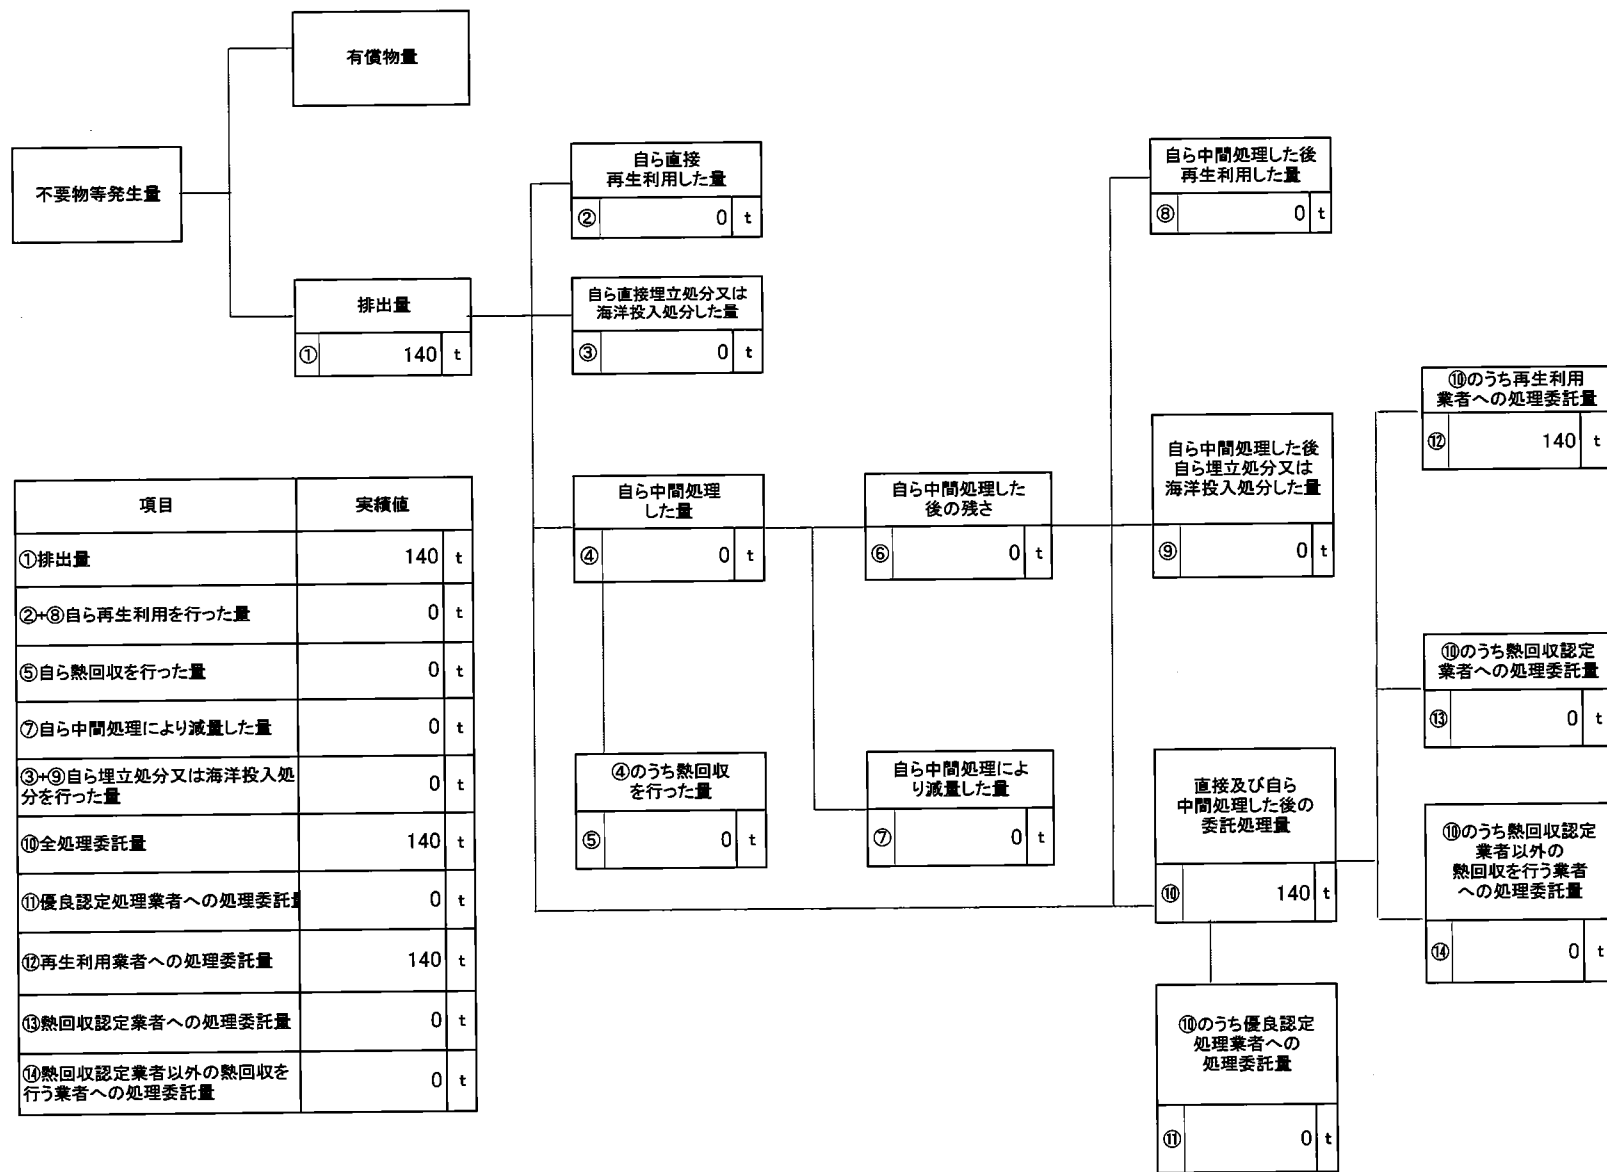 有償物量
不要物等発生量
排出量
① 140 t
自ら直接
再生利用した量
② 0 t
自ら直接埋立処分又は
海洋投入処分した量
③ 0 t
自ら中間処理
した量
④ 0 t
④のうち熱回収
を行った量
⑤ 0 t
自ら中間処理した
後の残さ
⑥ 0 t
自ら中間処理によ
り減量した量
⑦ 0 t
自ら中間処理した後
再生利用した量
⑧ 0 t
自ら中間処理した後
自ら埋立処分又は
海洋投入処分した量
⑨ 0 t
直接及び自ら
中間処理した後の
委託処理量
⑩ 140 t
⑩のうち優良認定
処理業者への
処理委託量
⑪ 0 t
⑩のうち再生利用
業者への処理委託量
⑫ 140 t
⑩のうち熱回収認定
業者への処理委託量
⑬ 0 t
⑩のうち熱回収認定
業者以外の
熱回収を行う業者
への処理委託量
⑭ 0 t
項目 実績値
①排出量 140 t
②+⑧自ら再生利用を行った量 0 t
⑤自ら熱回収を行った量 0 t
⑦自ら中間処理により減量した量 0 t
③+⑨自ら埋立処分又は海洋投入処
分を行った量 0 t
⑩全処理委託量 140 t
⑪優良認定処理業者への処理委託量 0 t
⑫再生利用業者への処理委託量 140 t
⑬熱回収認定業者への処理委託量 0 t
⑭熱回収認定業者以外の熱回収を
行う業者への処理委託量 0 t